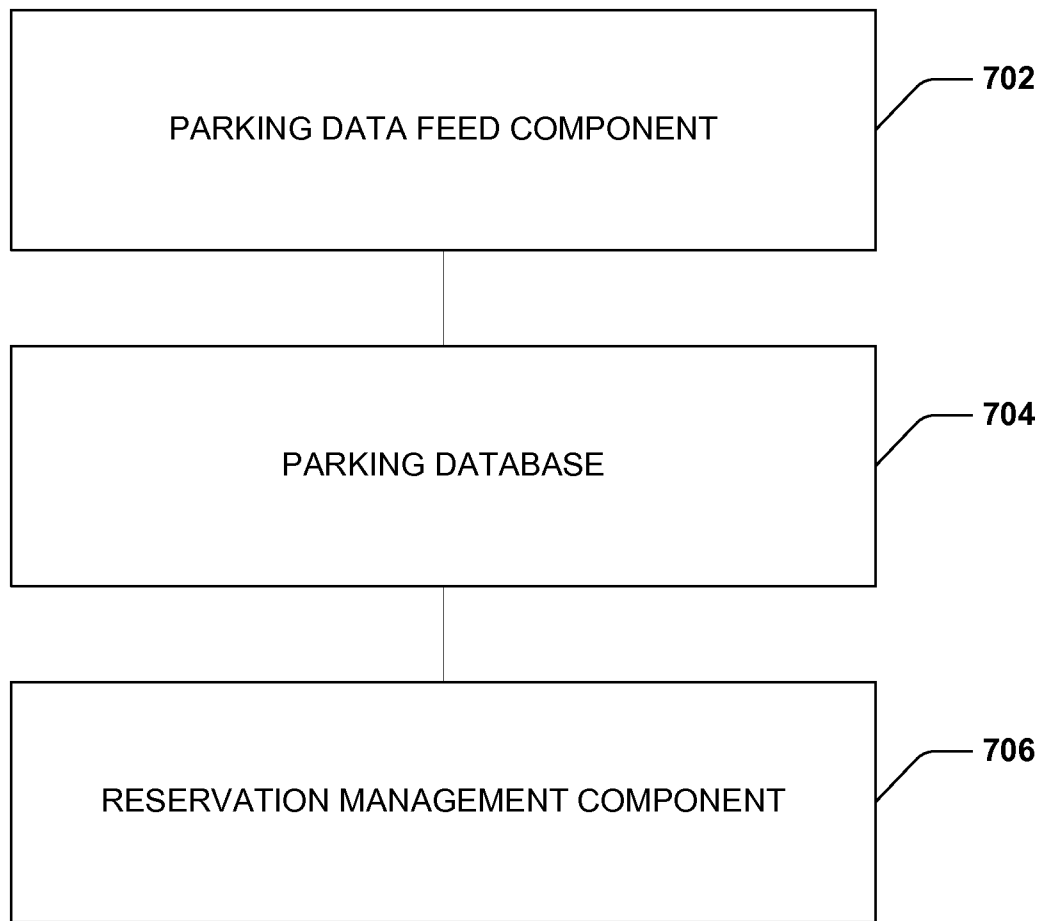 PARKING DATA FEED COMPONENT
702
PARKING DATABASE
704
RESERVATION MANAGEMENT COMPONENT
706